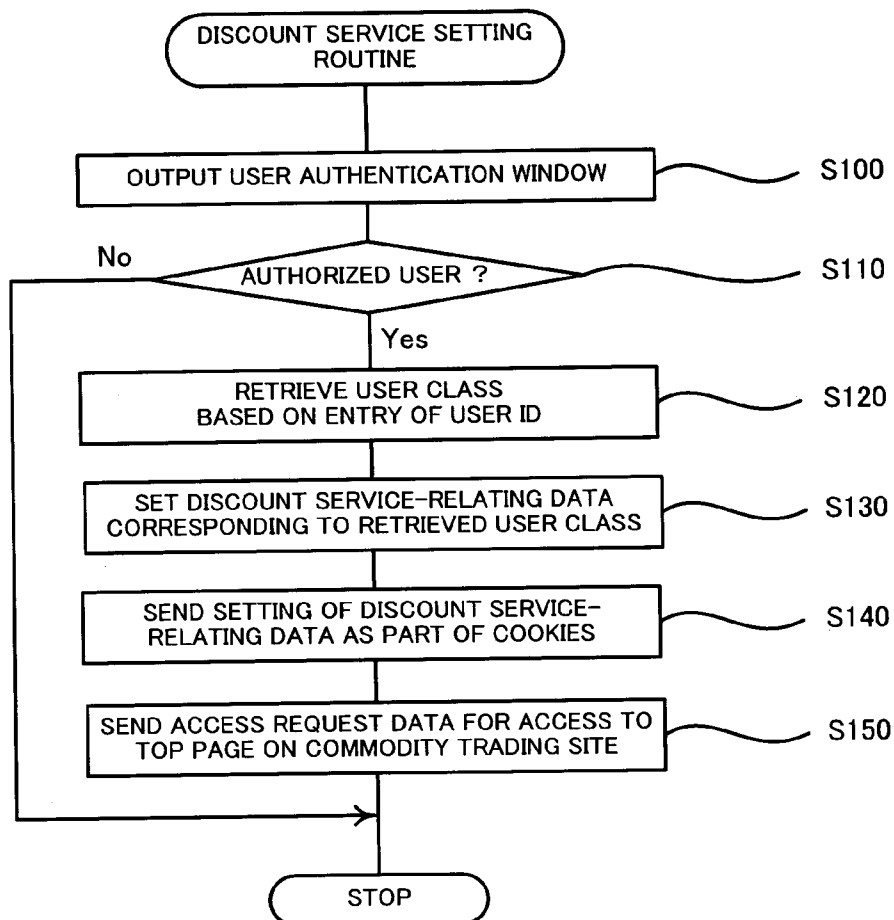 DISCOUNT SERVICE SETTING
ROUTINE
OUTPUT USER AUTHENTICATION WINDOW
S100
No
AUTHORIZED USER ?
S110
Yes
RETRIEVE USER CLASS
BASED ON ENTRY OF USER ID
S120
SET DISCOUNT SERVICE-RELATING DATA
CORRESPONDING TO RETRIEVED USER CLASS
S130
SEND SETTING OF DISCOUNT SERVICE-
RELATING DATA AS PART OF COOKIES
S140
SEND ACCESS REQUEST DATA FOR ACCESS TO
TOP PAGE ON COMMODITY TRADING SITE
S150
STOP